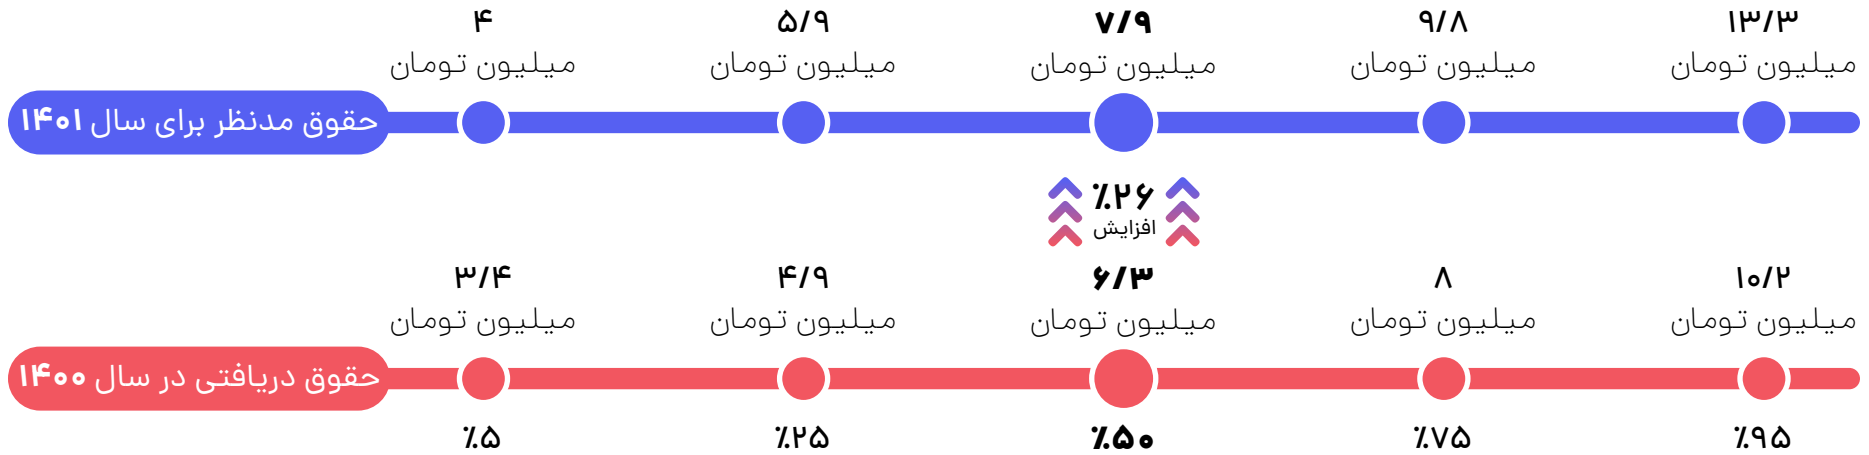 ۴
میلیون تومان
۵/۹
میلیون تومان
۷/۹
میلیون تومان
۹/۸
میلیون تومان
۱۳/۳
میلیون تومان
حقوق مدنظر برای سال ۱۴۰۱
٪۲۶
افزایش
۳/۴
میلیون تومان
۴/۹
میلیون تومان
۶/۳
میلیون تومان
۸
میلیون تومان
۱۰/۲
میلیون تومان
حقوق دریافتی در سال ۱۴۰۰
٪۵
٪۲۵
٪۵۰
٪۷۵
٪۹۵